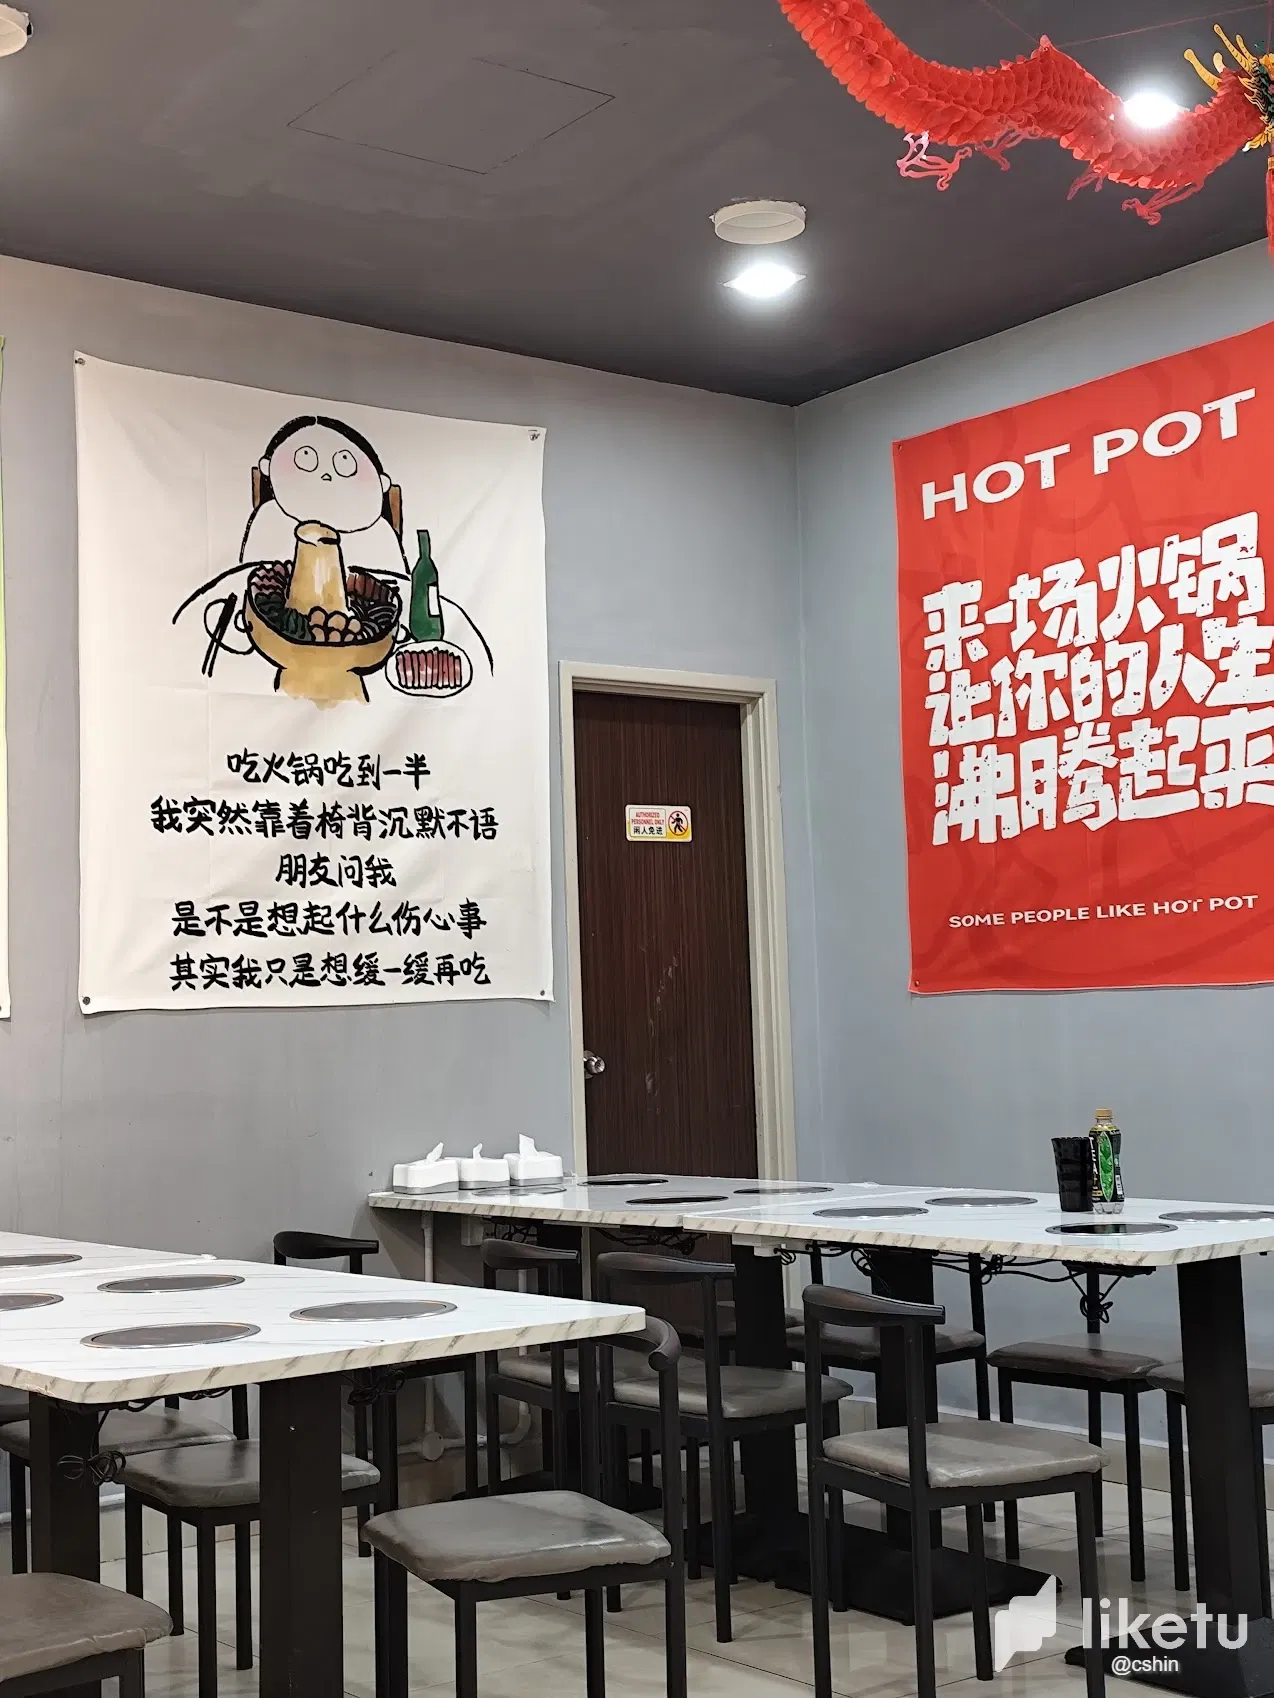 吃火锅吃到一半
我突然靠着椅背沉默不语
朋友问我
是不是想起什么伤心事
其实我只是想缓一缓再吃
AUTHORIZED
PERSONNEL ONLY
闲人免进
HOT POT
来一场火锅
让你的人生
沸腾起来
SOME PEOPLE LIKE HOT POT
liketu
@cshin